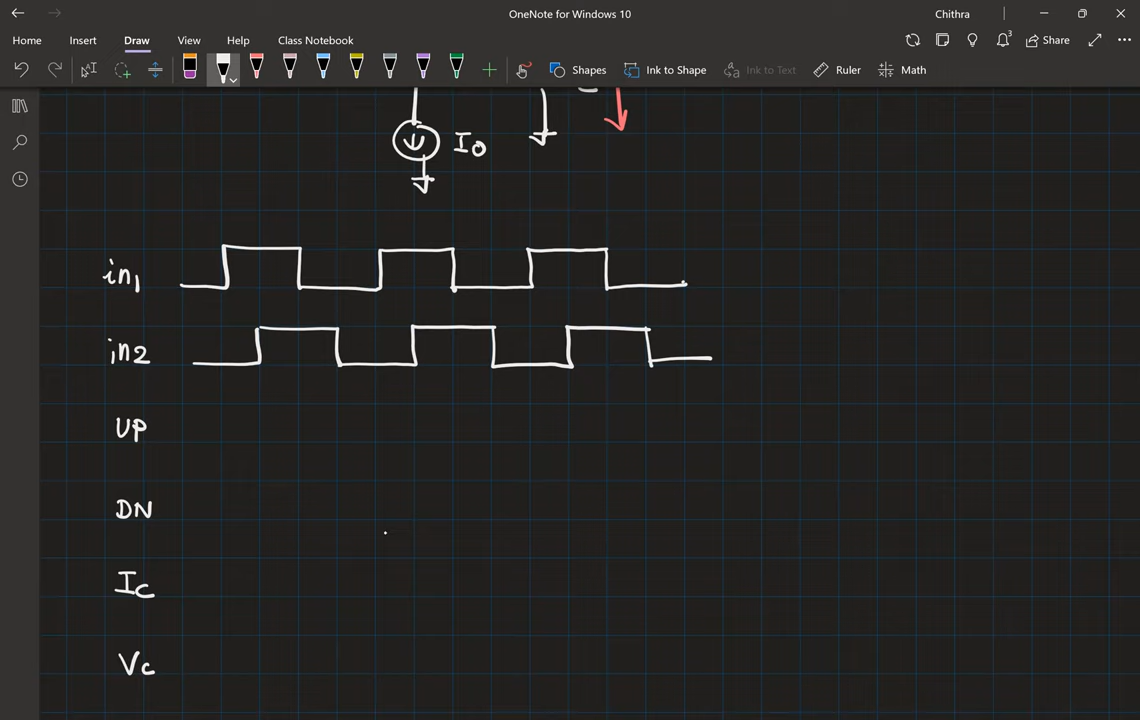 OneNote for Windows 10
Chithra
Home Insert Draw View Help Class Notebook
Share
Shapes Ink to Shape Ink to Text Ruler Math
Io
in1
in2
UP
DN
Ic
Vc